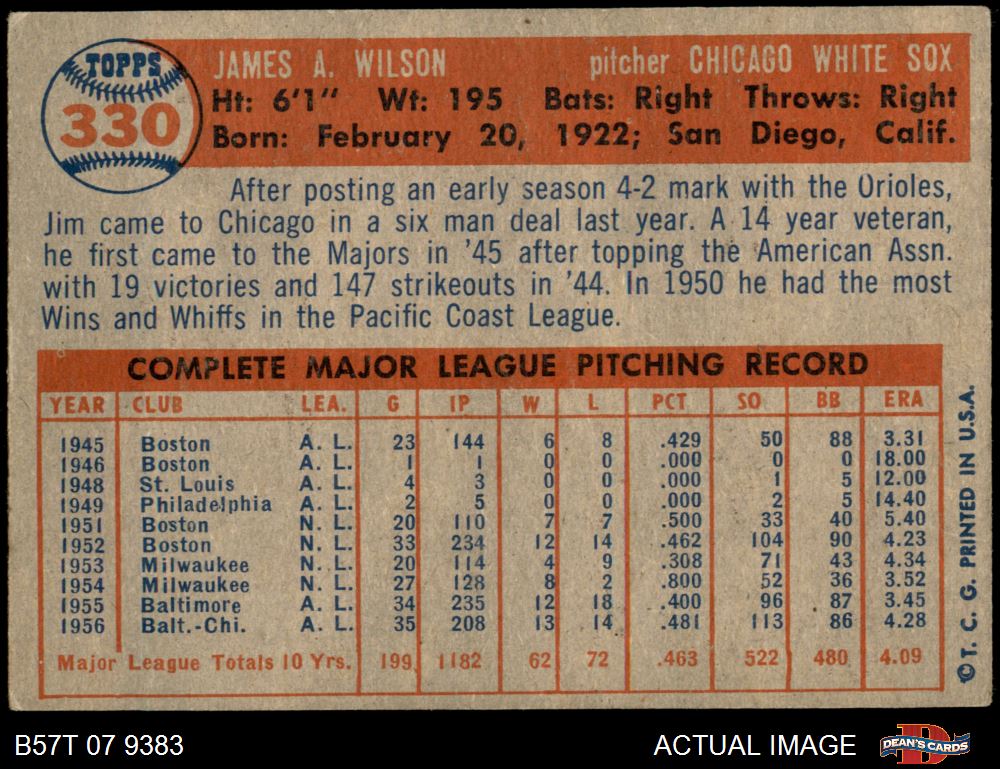 TOPPS
330
JAMES A. WILSON pitcher CHICAGO WHITE SOX
Ht: 6'1" Wt: 195 Bats: Right Throws: Right
Born: February 20, 1922; San Diego, Calif.
After posting an early season 4-2 mark with the Orioles,
Jim came to Chicago in a six man deal last year. A 14 year veteran,
he first came to the Majors in '45 after topping the American Assn.
with 19 victories and 147 strikeouts in '44. In 1950 he had the most
Wins and Whiffs in the Pacific Coast League.
COMPLETE MAJOR LEAGUE PITCHING RECORD
YEAR CLUB LEA. G IP W L PCT SO BB ERA
1945 Boston A. L. 23 144 6 8 .429 50 88 3.31
1946 Boston A. L. 1 1 0 0 .000 0 0 18.00
1948 St. Louis A. L. 4 3 0 0 .000 1 5 12.00
1949 Philadelphia A. L. 2 5 0 0 .000 2 5 14.40
1951 Boston N. L. 20 110 7 7 .500 33 40 5.40
1952 Boston N. L. 33 234 12 14 .462 104 90 4.23
1953 Milwaukee N. L. 20 114 4 9 .308 71 43 4.34
1954 Milwaukee N. L. 27 128 8 2 .800 52 36 3.52
1955 Baltimore A. L. 34 235 12 18 .400 96 87 3.45
1956 Balt.-Chi. A. L. 35 208 13 14 .481 113 86 4.28
Major League Totals 10 Yrs. 199 1182 62 72 .463 522 480 4.09
© T. C. G. PRINTED IN U.S.A.
B57T 07 9383 ACTUAL IMAGE DEAN'S CARDS